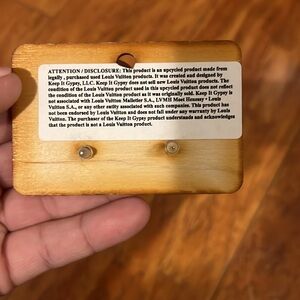 ATTENTION / DISCLOSURE: This product is an upcycled product made from
legally, purchased used Louis Vuitton products. It was created and designed by
Keep It Gypsy, LLC. Keep It Gypsy does not sell new Louis Vuitton products. The
condition of the Louis Vuitton product used in this upcycled product does not reflect
the condition of the Louis Vuitton product as it was originally sold. Keep It Gypsy is
not associated with Louis Vuitton Malletier S.A., LVMH Moet Hennessy • Louis
Vuitton S.A., or any other entity associated with such companies. This product has
not been endorsed by Louis Vuitton and does not fall under any warranty by Louis
Vuitton. The purchaser of the Keep It Gypsy product understands and acknowledges
that the product is not a Louis Vuitton product.